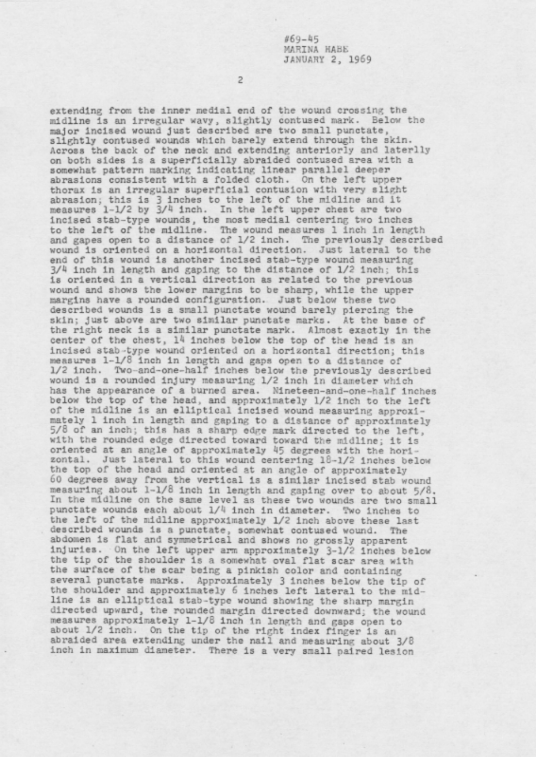 #69-45
MARINA HABE
JANUARY 2, 1969
2
extending from the inner medial end of the wound crossing the
midline is an irregular wavy, slightly contused mark. Below the
major incised wound just described are two small punctate,
slightly contused wounds which barely extend through the skin.
Across the back of the neck and extending anteriorly and laterlly
on both sides is a superficially abraided contused area with a
somewhat pattern marking indicating linear parallel deeper
abrasions consistent with a folded cloth. On the left upper
thorax is an irregular superficial contusion with very slight
abrasion; this is 3 inches to the left of the midline and it
measures 1-1/2 by 3/4 inch. In the left upper chest are two
incised stab-type wounds, the most medial centering two inches
to the left of the midline. The wound measures 1 inch in length
and gapes open to a distance of 1/2 inch. The previously described
wound is oriented on a horizontal direction. Just lateral to the
end of this wound is another incised stab-type wound measuring
3/4 inch in length and gaping to the distance of 1/2 inch; this
is oriented in a vertical direction as related to the previous
wound and shows the lower margins to be sharp, while the upper
margins have a rounded configuration. Just below these two
described wounds is a small punctate wound barely piercing the
skin; just above are two similar punctate marks. At the base of
the right neck is a similar punctate mark. Almost exactly in the
center of the chest, 14 inches below the top of the head is an
incised stab-type wound oriented on a horizontal direction; this
measures 1-1/8 inch in length and gaps open to a distance of
1/2 inch. Two-and-one-half inches below the previously described
wound is a rounded injury measuring 1/2 inch in diameter which
has the appearance of a burned area. Nineteen-and-one-half inches
below the top of the head, and approximately 1/2 inch to the left
of the midline is an elliptical incised wound measuring approxi-
mately 1 inch in length and gaping to a distance of approximately
5/8 of an inch; this has a sharp edge mark directed to the left,
with the rounded edge directed toward toward the midline; it is
oriented at an angle of approximately 45 degrees with the hori-
zontal. Just lateral to this wound centering 18-1/2 inches below
the top of the head and oriented at an angle of approximately
60 degrees away from the vertical is a similar incised stab wound
measuring about 1-1/8 inch in length and gaping over to about 5/8.
In the midline on the same level as these two wounds are two small
punctate wounds each about 1/4 inch in diameter. Two inches to
the left of the midline approximately 1/2 inch above these last
described wounds is a punctate, somewhat contused wound. The
abdomen is flat and symmetrical and shows no grossly apparent
injuries. On the left upper arm approximately 3-1/2 inches below
the tip of the shoulder is a somewhat oval flat scar area with
the surface of the scar being a pinkish color and containing
several punctate marks. Approximately 3 inches below the tip of
the shoulder and approximately 6 inches left lateral to the mid-
line is an elliptical stab-type wound showing the sharp margin
directed upward, the rounded margin directed downward; the wound
measures approximately 1-1/8 inch in length and gaps open to
about 1/2 inch. On the tip of the right index finger is an
abraided area extending under the nail and measuring about 3/8
inch in maximum diameter. There is a very small paired lesion